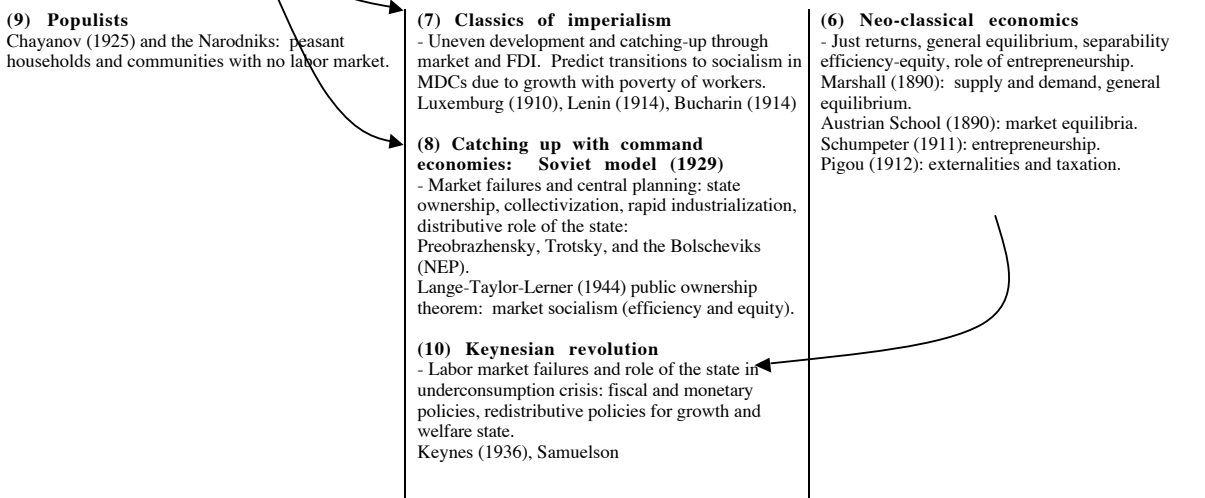 (9) Populists
Chayanov (1925) and the Narodniks: peasant
households and communities with no labor market.
(7) Classics of imperialism
- Uneven development and catching-up through
market and FDI. Predict transitions to socialism in
MDCs due to growth with poverty of workers.
Luxemburg (1910), Lenin (1914), Bucharin (1914)
(8) Catching up with command
economies: Soviet model (1929)
- Market failures and central planning: state
ownership, collectivization, rapid industrialization,
distributive role of the state:
Preobrazhensky, Trotsky, and the Bolscheviks
(NEP).
Lange-Taylor-Lerner (1944) public ownership
theorem: market socialism (efficiency and equity).
(10) Keynesian revolution
- Labor market failures and role of the state in
underconsumption crisis: fiscal and monetary
policies, redistributive policies for growth and
welfare state.
Keynes (1936), Samuelson
(6) Neo-classical economics
- Just returns, general equilibrium, separability
efficiency-equity, role of entrepreneurship.
Marshall (1890): supply and demand, general
equilibrium.
Austrian School (1890): market equilibria.
Schumpeter (1911): entrepreneurship.
Pigou (1912): externalities and taxation.